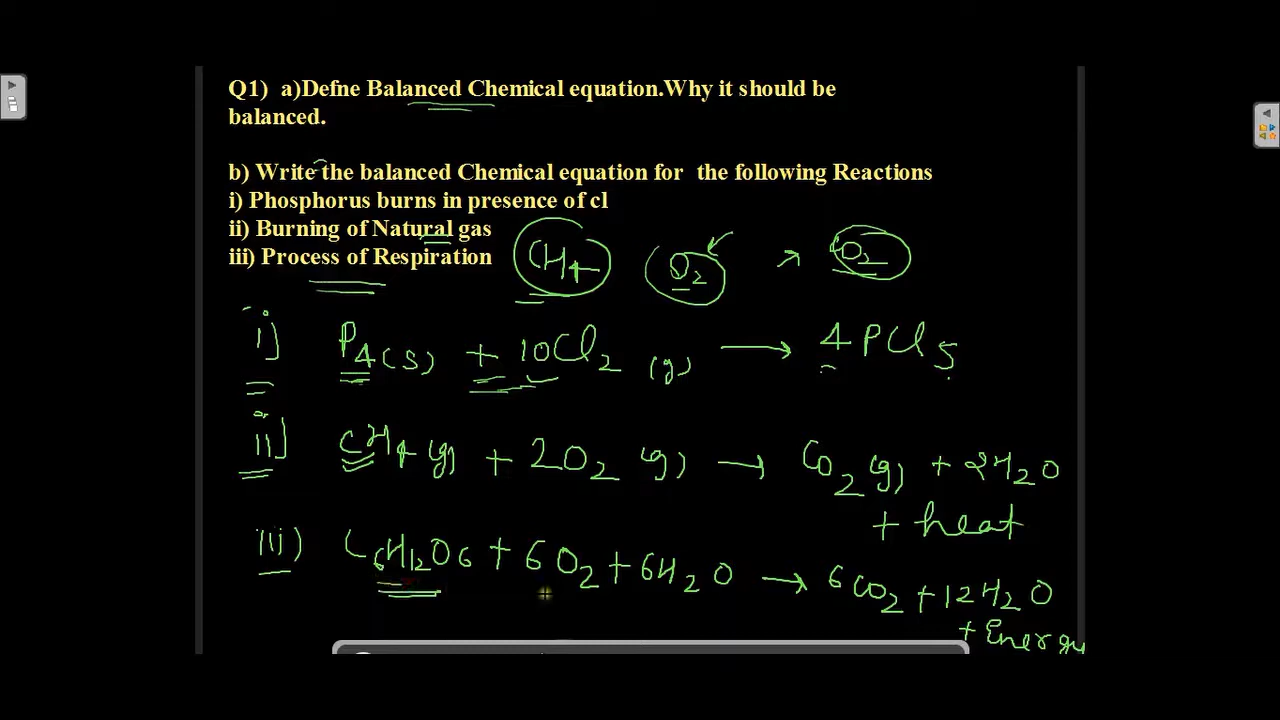 Q1) a)Defne Balanced Chemical equation.Why it should be
balanced.
b) Write the balanced Chemical equation for the following Reactions
i) Phosphorus burns in presence of cl
ii) Burning of Natural gas
iii) Process of Respiration
CH4 O2 → CO2
i) P4(s) + 10Cl2 (g) → 4PCl5
ii) CH4(g) + 2O2 (g) → CO2(g) + 2H2O
+ heat
iii) C6H12O6 + 6O2 + 6H2O → 6CO2 + 12H2O
+ Energy